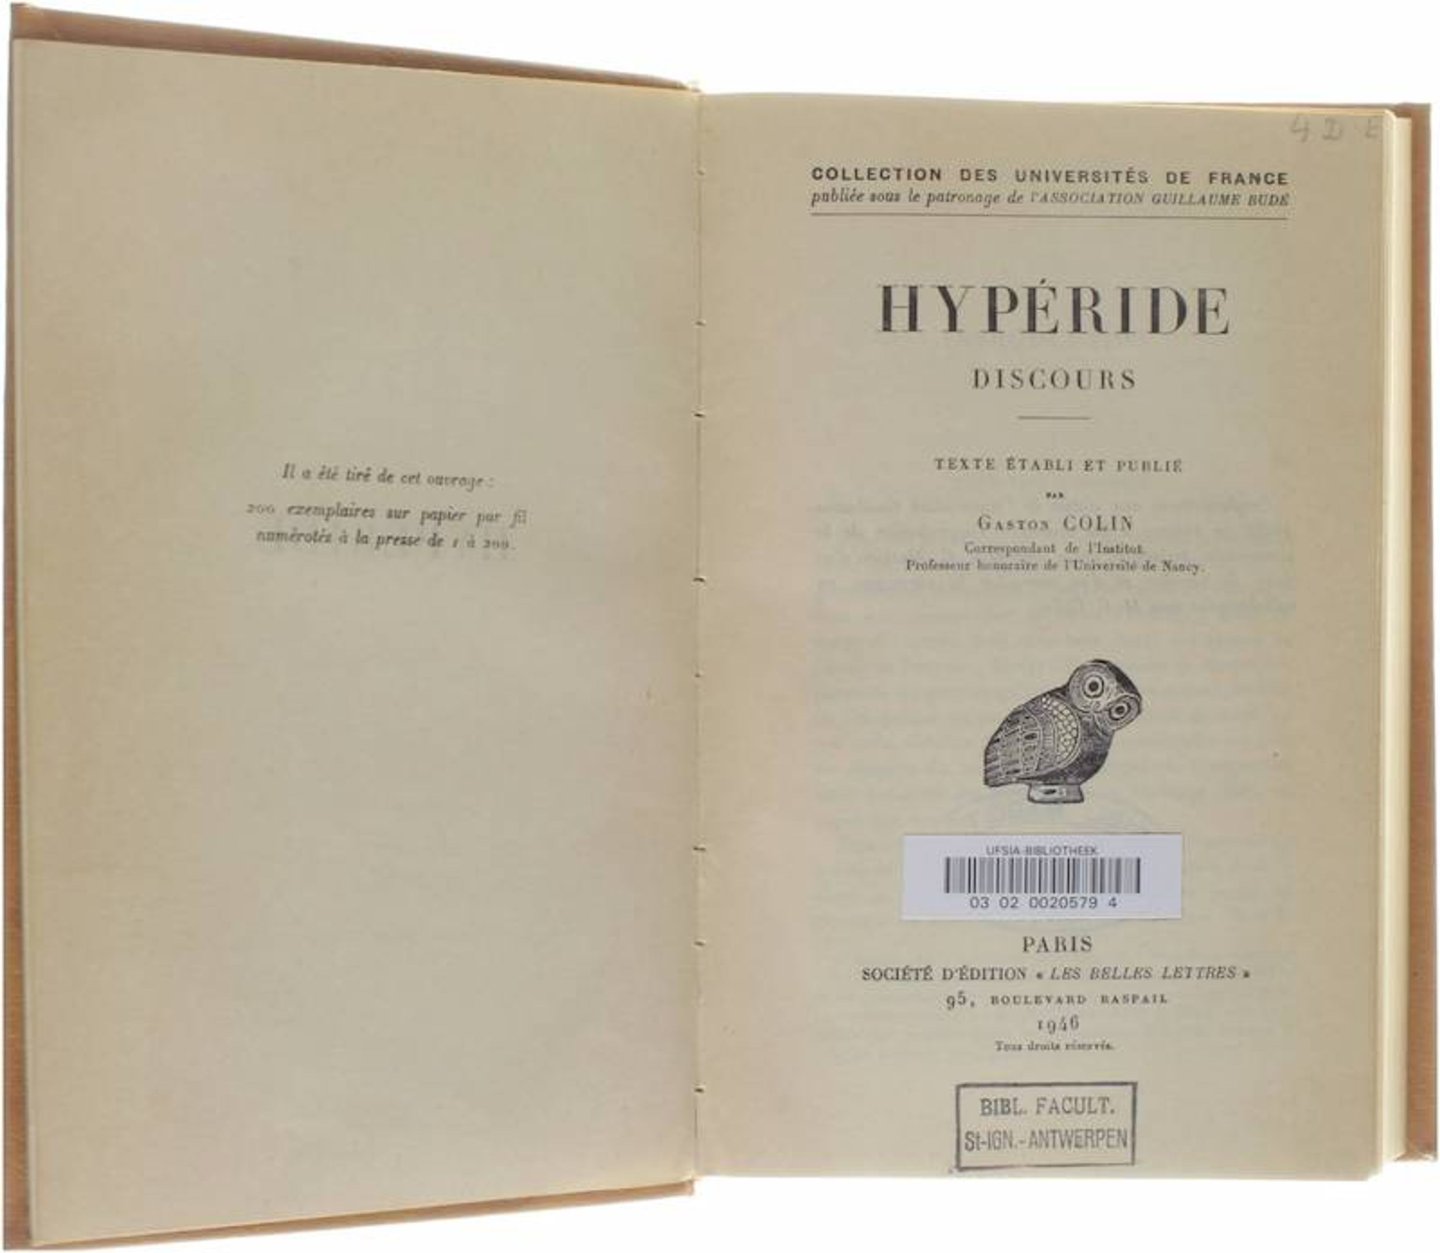 Il a été tiré de cet ouvrage :
200 exemplaires sur papier pur fil
numérotés à la presse de 1 à 200.
4 D E
COLLECTION DES UNIVERSITÉS DE FRANCE
publiée sous le patronage de l'ASSOCIATION GUILLAUME BUDÉ
HYPÉRIDE
DISCOURS
TEXTE ÉTABLI ET PUBLIÉ
PAR
GASTON COLIN
Correspondant de l'Institut.
Professeur honoraire de l'Université de Nancy.
UFSIA-BIBLIOTHEEK
03 02 0020579 4
PARIS
SOCIÉTÉ D'ÉDITION « LES BELLES LETTRES »
95, BOULEVARD RASPAIL
1946
Tous droits réservés.
BIBL. FACULT.
St-IGN.-ANTWERPEN